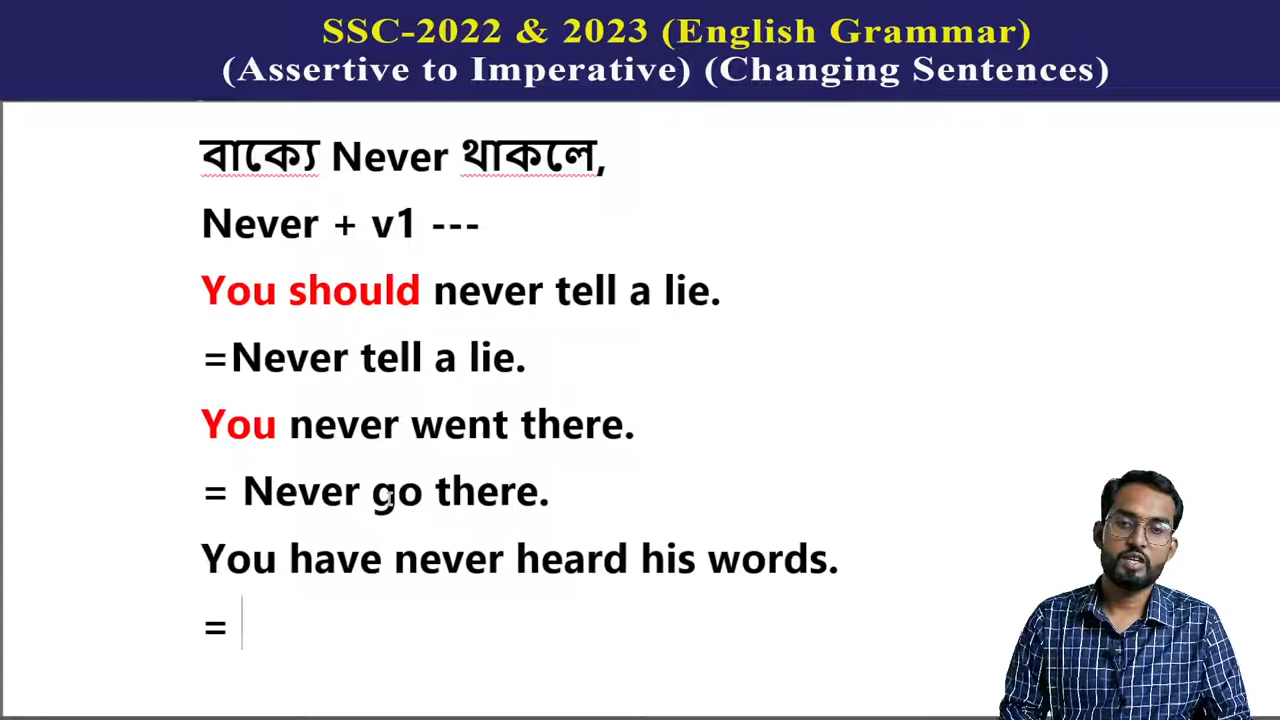 SSC-2022 & 2023 (English Grammar)
(Assertive to Imperative) (Changing Sentences)
বাক্যে Never থাকলে,
Never + v1 ---
You should never tell a lie.
=Never tell a lie.
You never went there.
= Never go there.
You have never heard his words.
=